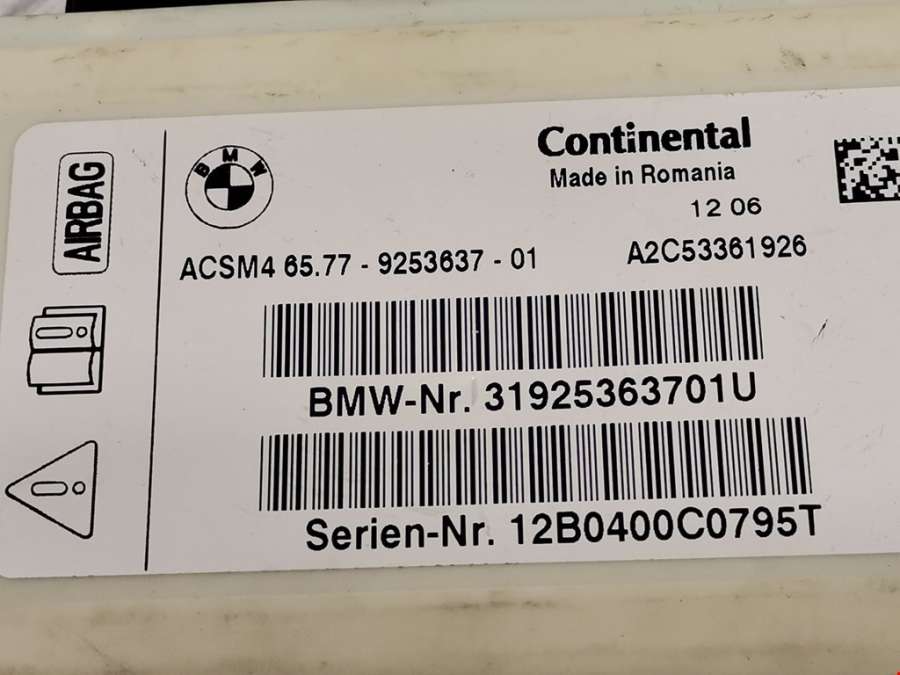 AIRBAG
BMW
Continental
Made in Romania
12 06
ACSM4 65.77 - 9253637 - 01
A2C53361926
BMW-Nr. 31925363701U
Serien-Nr. 12B0400C0795T